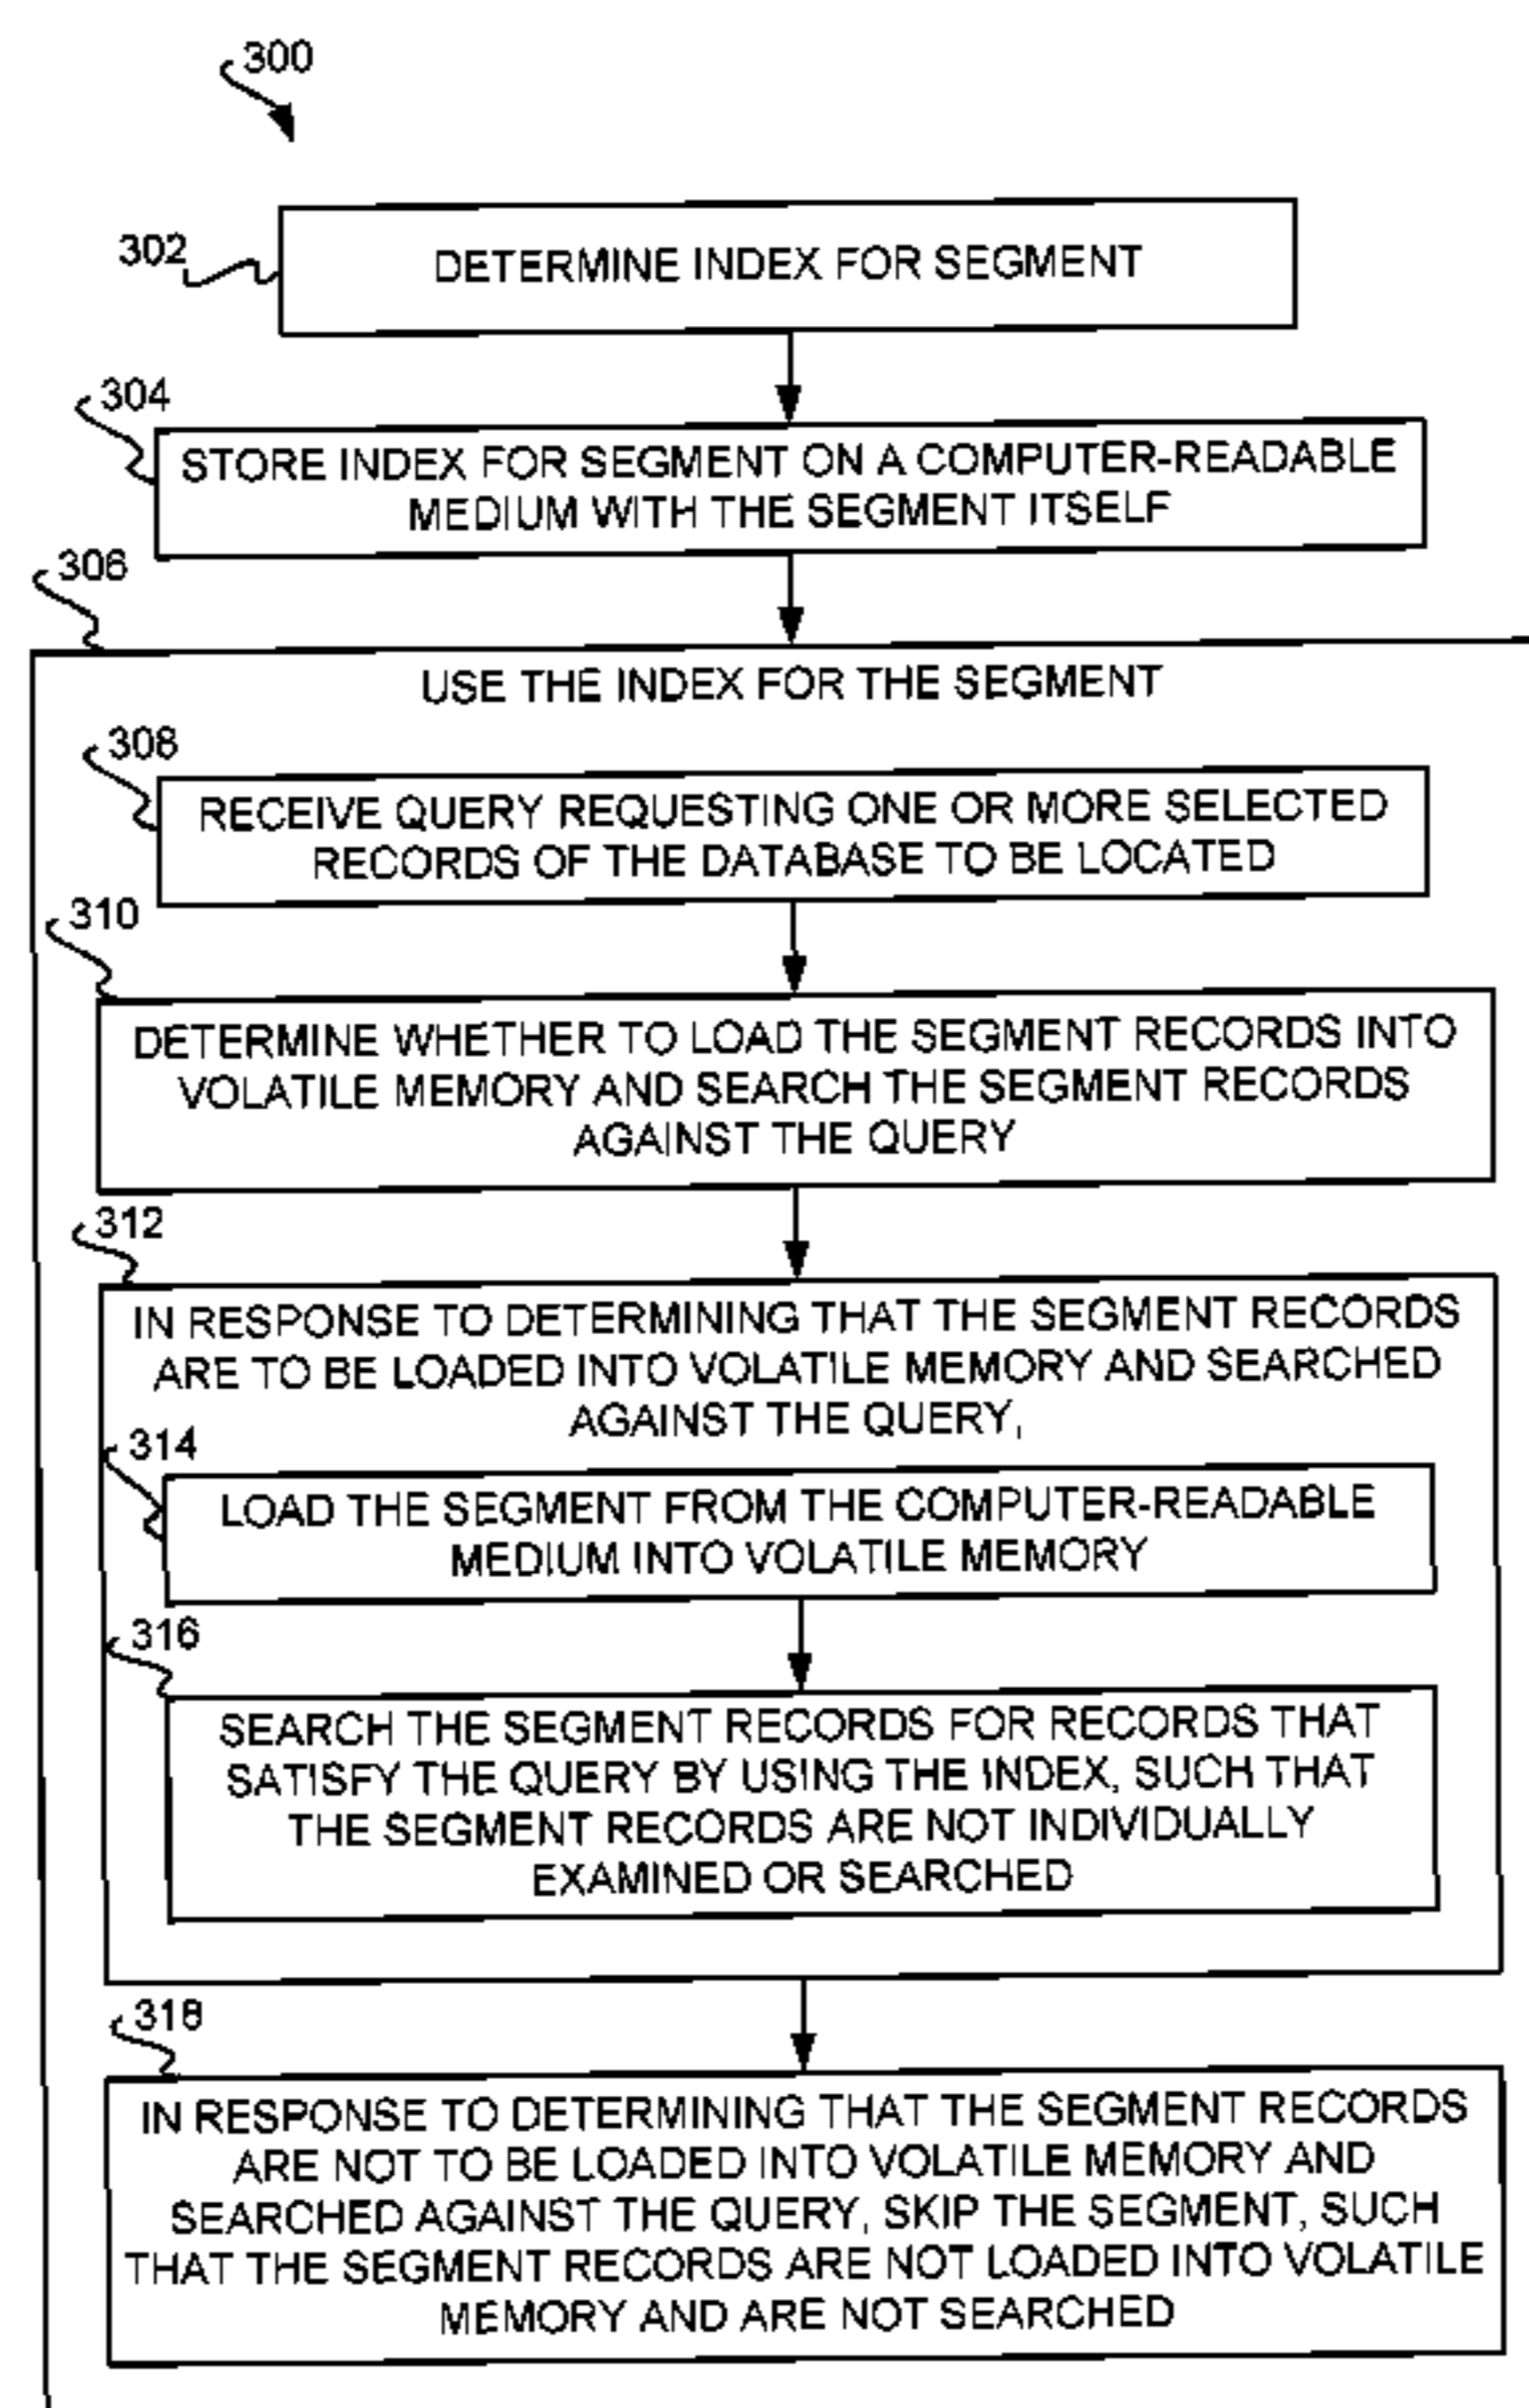 300
302
DETERMINE INDEX FOR SEGMENT
304
STORE INDEX FOR SEGMENT ON A COMPUTER-READABLE
MEDIUM WITH THE SEGMENT ITSELF
306
USE THE INDEX FOR THE SEGMENT
308
RECEIVE QUERY REQUESTING ONE OR MORE SELECTED
RECORDS OF THE DATABASE TO BE LOCATED
310
DETERMINE WHETHER TO LOAD THE SEGMENT RECORDS INTO
VOLATILE MEMORY AND SEARCH THE SEGMENT RECORDS
AGAINST THE QUERY
312
IN RESPONSE TO DETERMINING THAT THE SEGMENT RECORDS
ARE TO BE LOADED INTO VOLATILE MEMORY AND SEARCHED
AGAINST THE QUERY,
314
LOAD THE SEGMENT FROM THE COMPUTER-READABLE
MEDIUM INTO VOLATILE MEMORY
316
SEARCH THE SEGMENT RECORDS FOR RECORDS THAT
SATISFY THE QUERY BY USING THE INDEX, SUCH THAT
THE SEGMENT RECORDS ARE NOT INDIVIDUALLY
EXAMINED OR SEARCHED
318
IN RESPONSE TO DETERMINING THAT THE SEGMENT RECORDS
ARE NOT TO BE LOADED INTO VOLATILE MEMORY AND
SEARCHED AGAINST THE QUERY, SKIP THE SEGMENT, SUCH
THAT THE SEGMENT RECORDS ARE NOT LOADED INTO VOLATILE
MEMORY AND ARE NOT SEARCHED